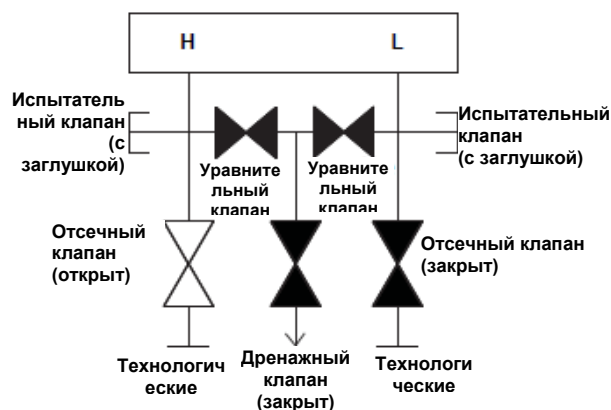 H L
Испытатель
ный клапан
(с
заглушкой)
Испытательный
клапан
(с заглушкой)
Уравните
льный
клапан
Уравните
льный
клапан
Отсечный
клапан
(открыт)
Отсечный клапан
(закрыт)
Технологич
еские
Дренажный
клапан
(закрыт)
Технологи
ческие